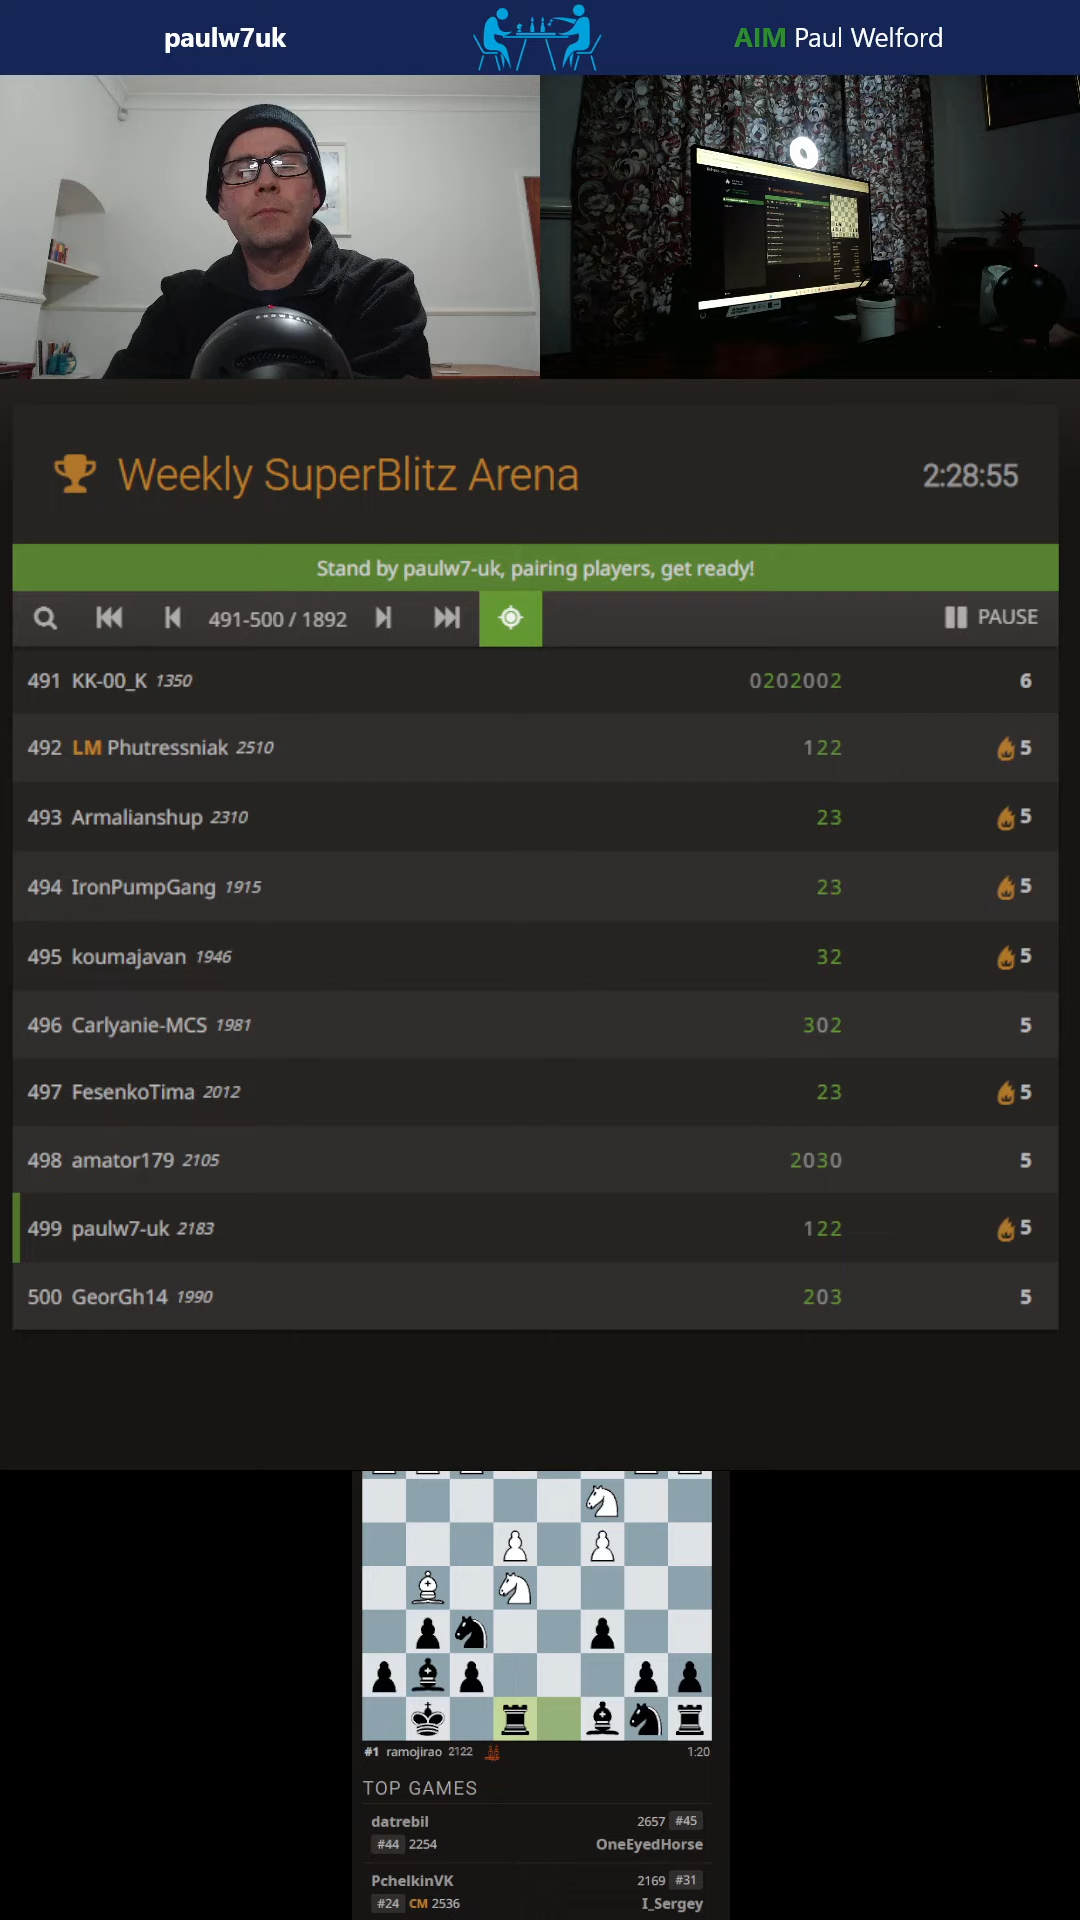 paulw7uk
AIM Paul Welford
Weekly SuperBlitz Arena
2:28:55
Stand by paulw7-uk, pairing players, get ready!
491-500 / 1892
PAUSE
491 KK-00_K 1350 0202002 6
492 LM Phutressniak 2510 122 5
493 Armalianshup 2310 23 5
494 IronPumpGang 1915 23 5
495 koumajavan 1946 32 5
496 Carlyanie-MCS 1981 302 5
497 FesenkoTima 2012 23 5
498 amator179 2105 2030 5
499 paulw7-uk 2183 122 5
500 GeorGh14 1990 203 5
#1 ramojirao 2122 1:20
TOP GAMES
datrebil 2657 #45
#44 2254 OneEyedHorse
PchelkinVK 2169 #31
#24 CM 2536 I_Sergey